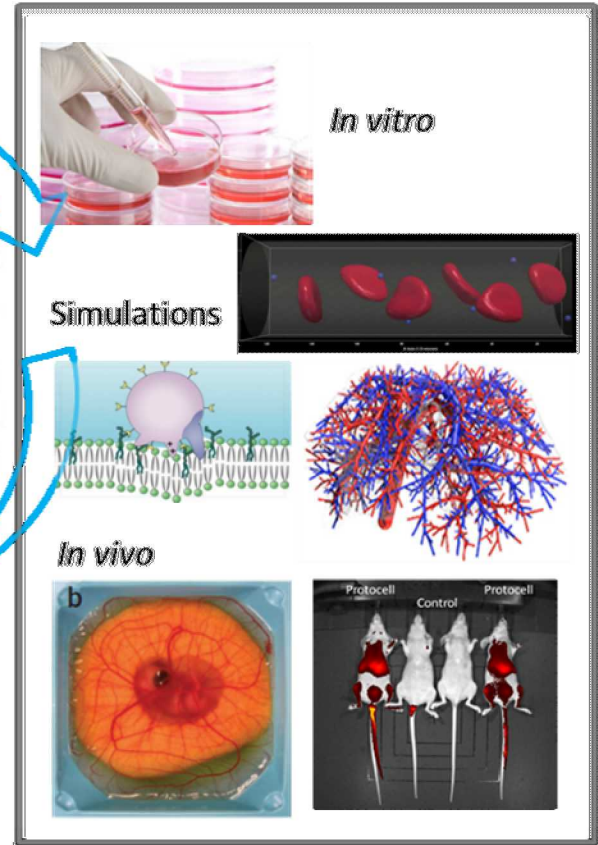 In vitro
Simulations
In vivo
b
Protocell
Control
Protocell